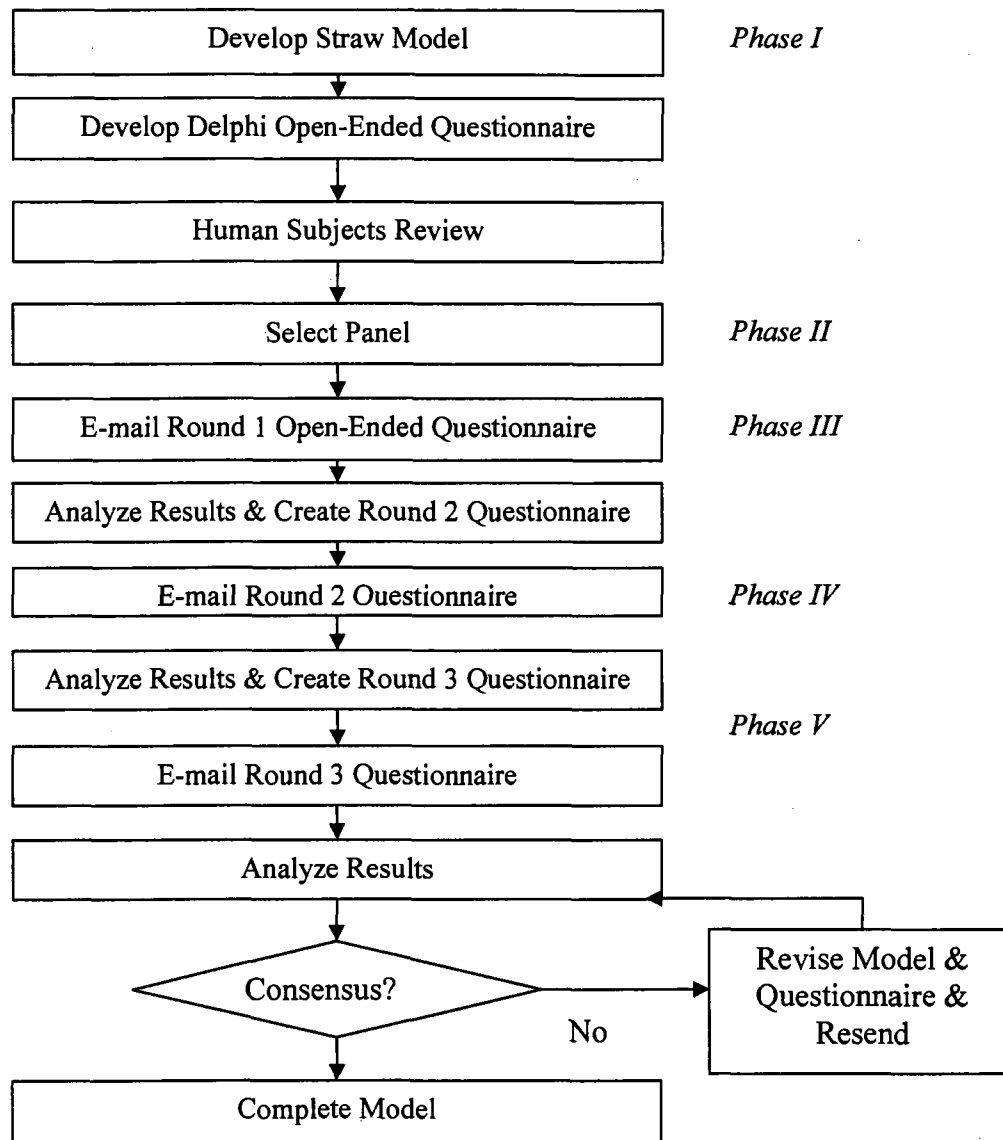 Develop Straw Model
Phase I
Develop Delphi Open-Ended Questionnaire
Human Subjects Review
Select Panel
Phase II
E-mail Round 1 Open-Ended Questionnaire
Phase III
Analyze Results & Create Round 2 Questionnaire
E-mail Round 2 Ouestionnaire
Phase IV
Analyze Results & Create Round 3 Questionnaire
Phase V
E-mail Round 3 Questionnaire
Analyze Results
Consensus?
No
Revise Model &
Questionnaire &
Resend
Complete Model